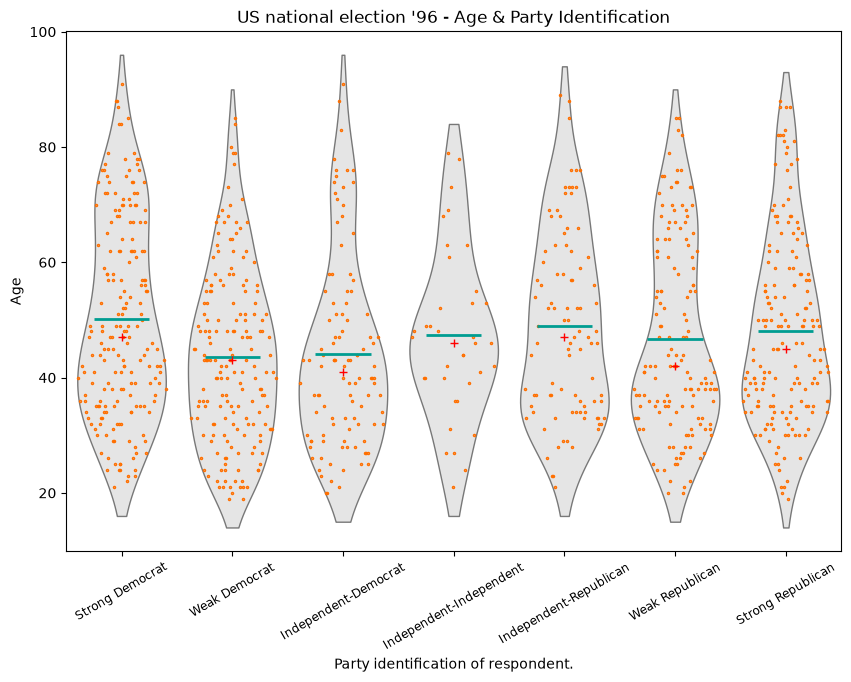 US national election '96 - Age & Party Identification
100
80
60
40
20
Age
Strong Democrat
Weak Democrat
Independent-Democrat
Independent-Independent
Independent-Republican
Weak Republican
Strong Republican
Party identification of respondent.